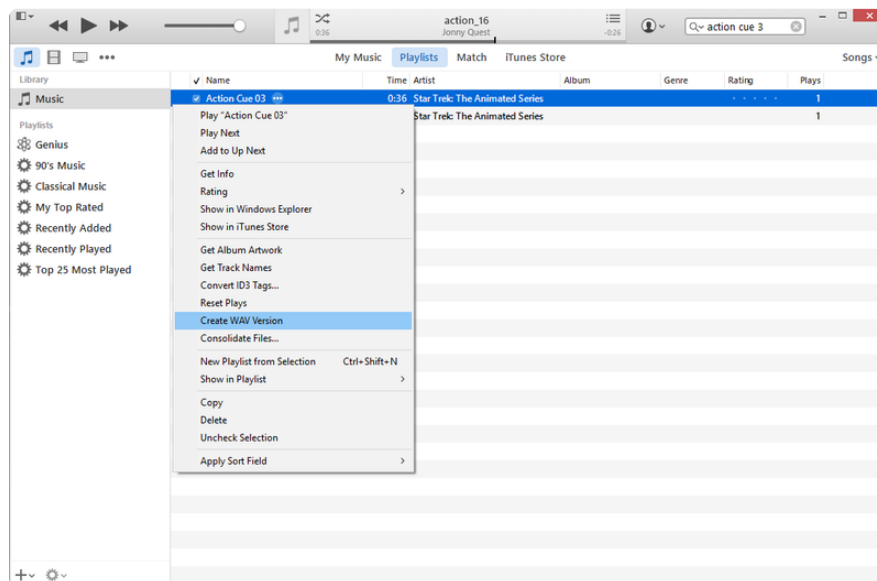 action_16
Jonny Quest
0:36
-0:26
action cue 3
My Music Playlists Match iTunes Store
Songs
Library
Music
Playlists
Genius
90's Music
Classical Music
My Top Rated
Recently Added
Recently Played
Top 25 Most Played
Name Time Artist Album Genre Rating Plays
Action Cue 03 0:36 Star Trek: The Animated Series 1
Star Trek: The Animated Series 1
Play "Action Cue 03"
Play Next
Add to Up Next
Get Info
Rating
Show in Windows Explorer
Show in iTunes Store
Get Album Artwork
Get Track Names
Convert ID3 Tags...
Reset Plays
Create WAV Version
Consolidate Files...
New Playlist from Selection Ctrl+Shift+N
Show in Playlist
Copy
Delete
Uncheck Selection
Apply Sort Field